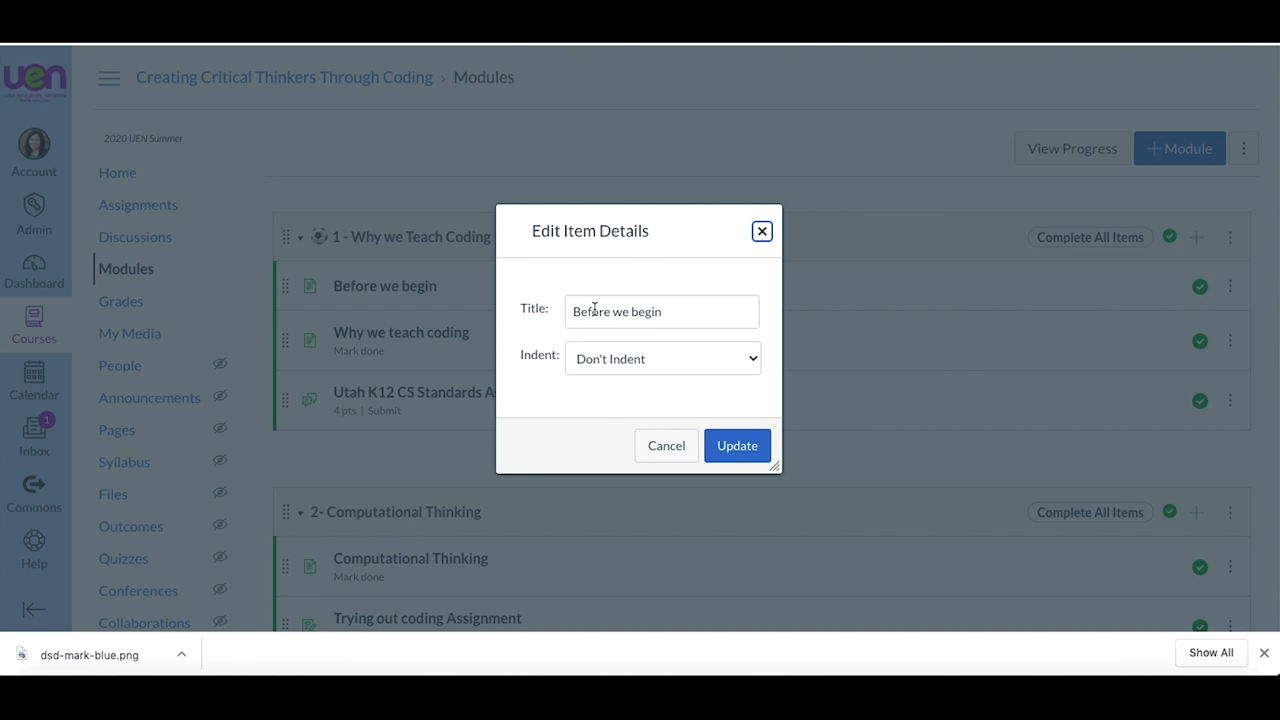 uen
Creating Critical Thinkers Through Coding › Modules
2020 UEN Summer
View Progress
+ Module
Account
Admin
Dashboard
Courses
Calendar
1
Inbox
Commons
Help
Home
Assignments
Discussions
Modules
Grades
My Media
People
Announcements
Pages
Syllabus
Files
Outcomes
Quizzes
Conferences
Collaborations
1 - Why we Teach Coding
Complete All Items
Before we begin
Why we teach coding
Mark done
Utah K12 CS Standards
4 pts | Submit
Edit Item Details
Title: Before we begin
Indent: Don't Indent
Cancel
Update
2- Computational Thinking
Complete All Items
Computational Thinking
Mark done
Trying out coding Assignment
dsd-mark-blue.png
Show All